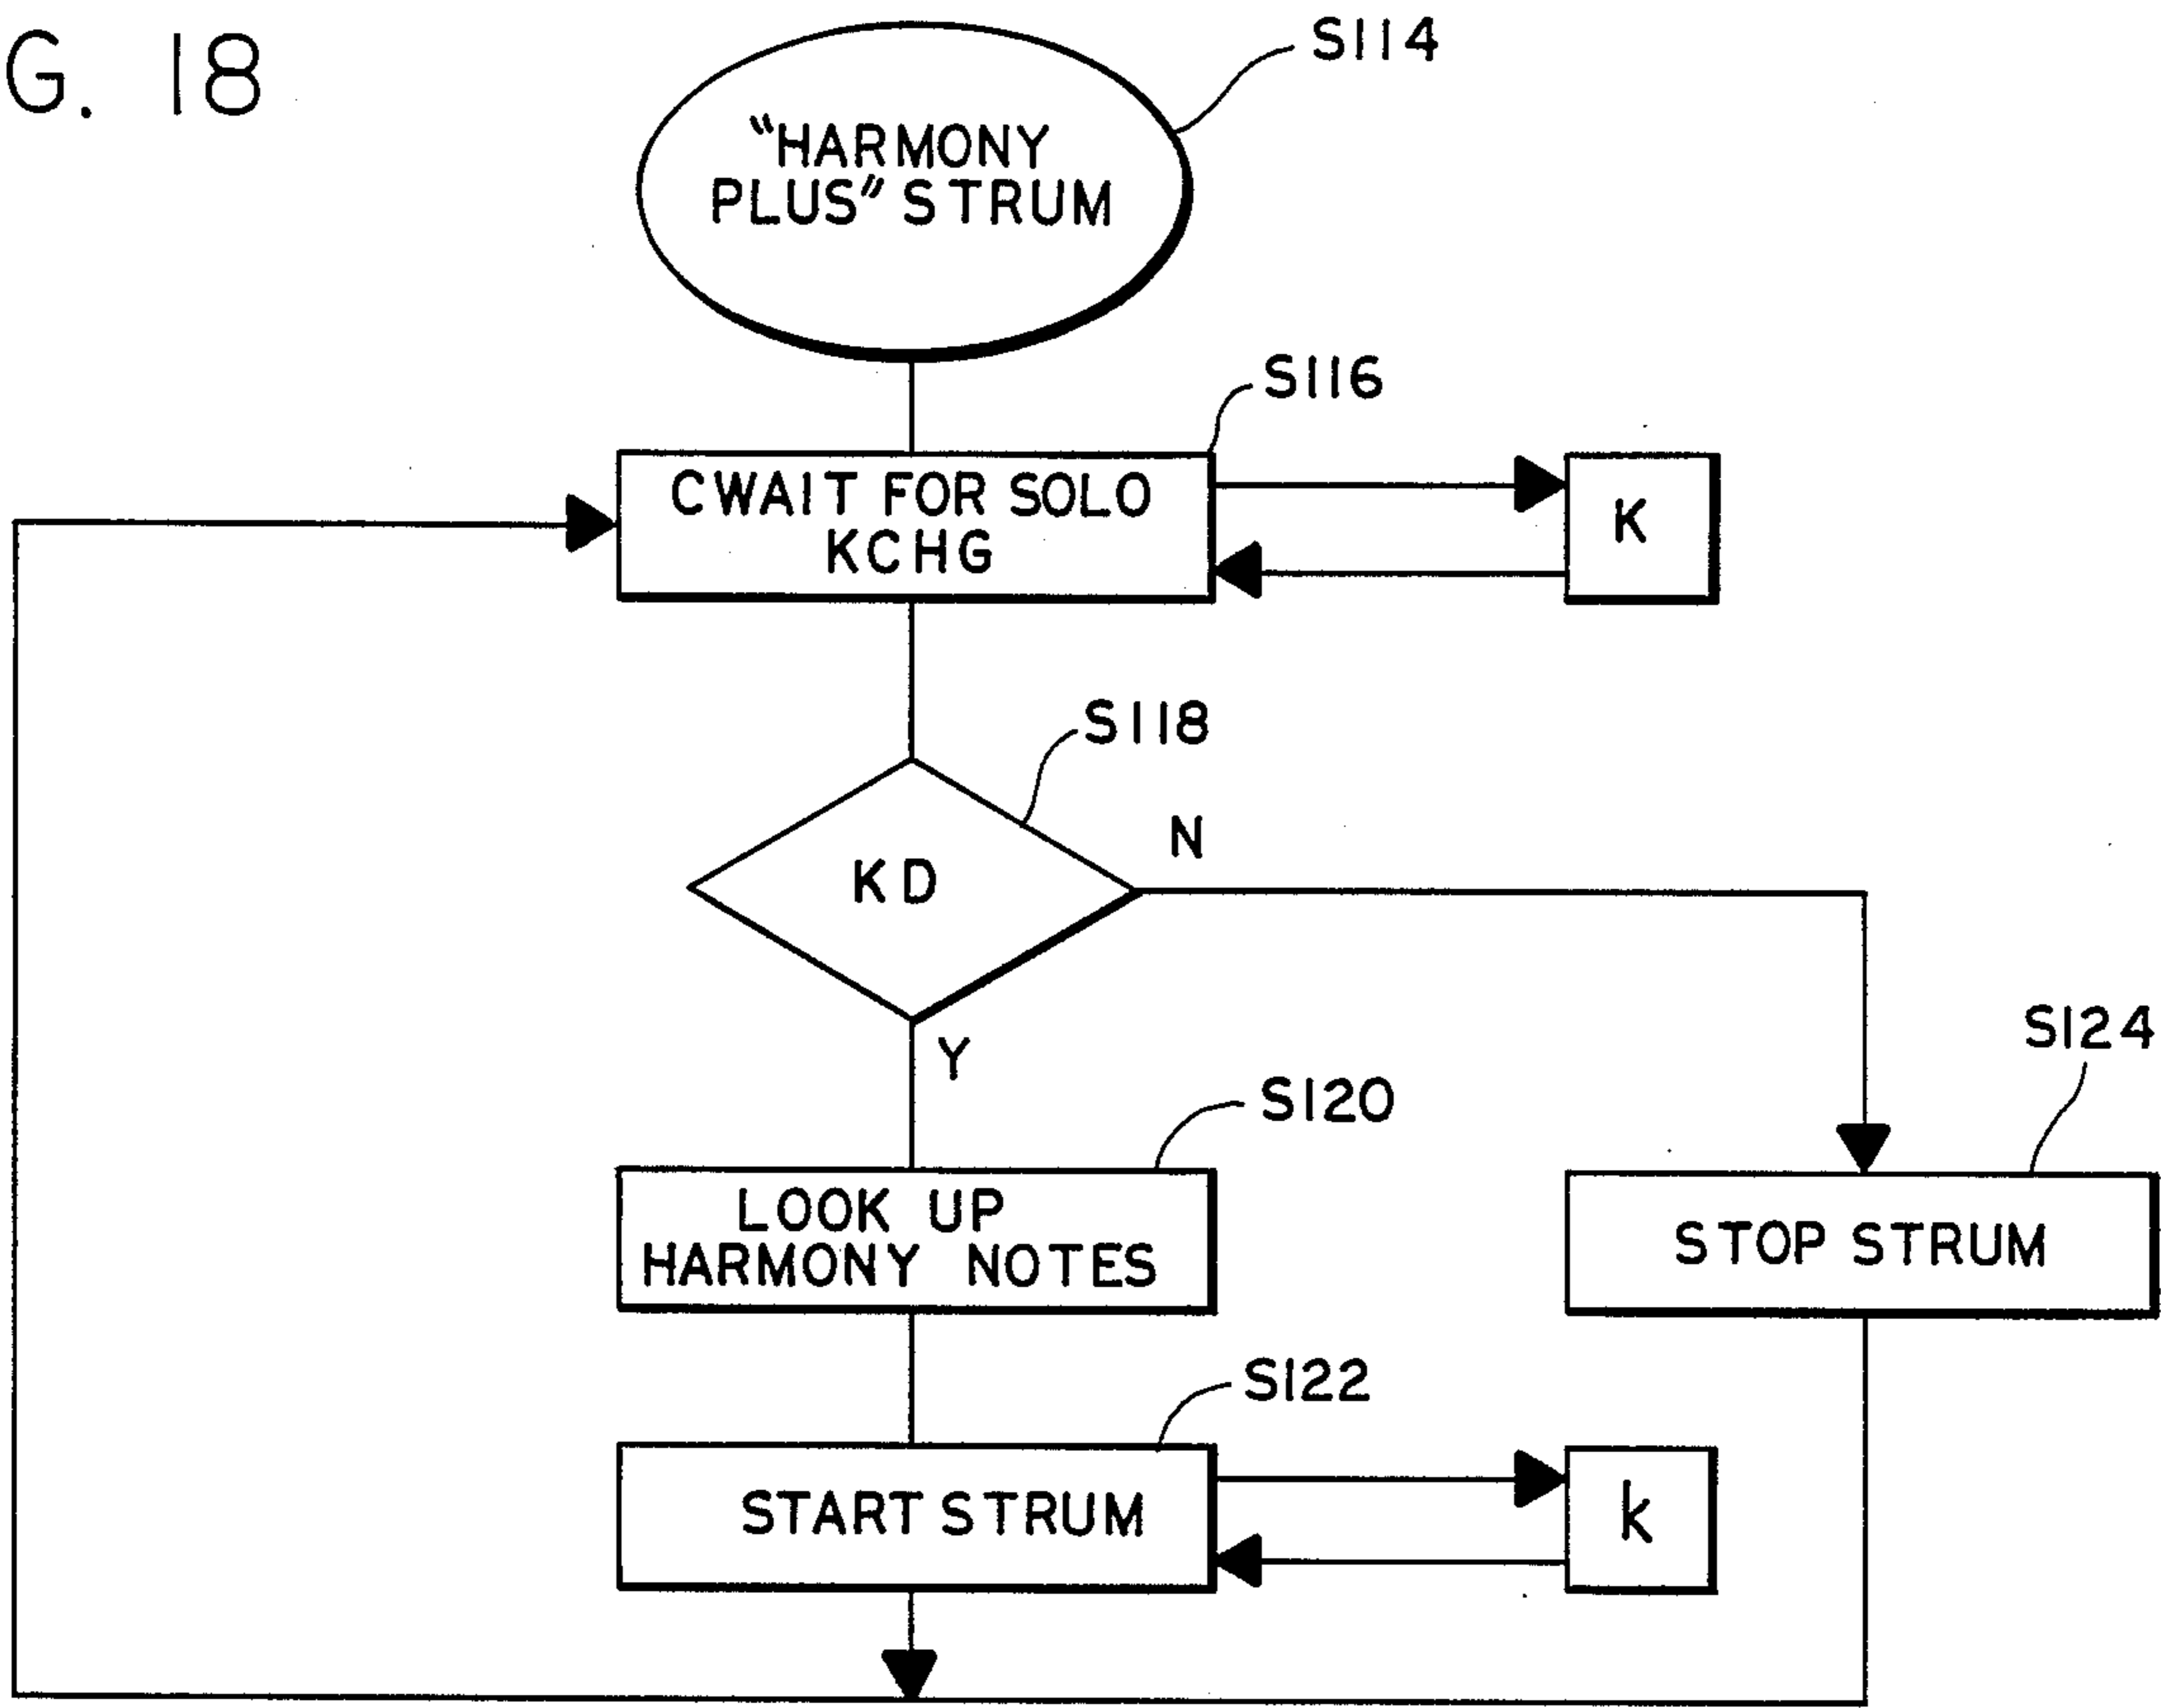 G. 18
S114
"HARMONY
PLUS" STRUM
S116
CWAIT FOR SOLO
KCHG
K
S118
KD
N
Y
S124
S120
LOOK UP
HARMONY NOTES
STOP STRUM
S122
START STRUM
k